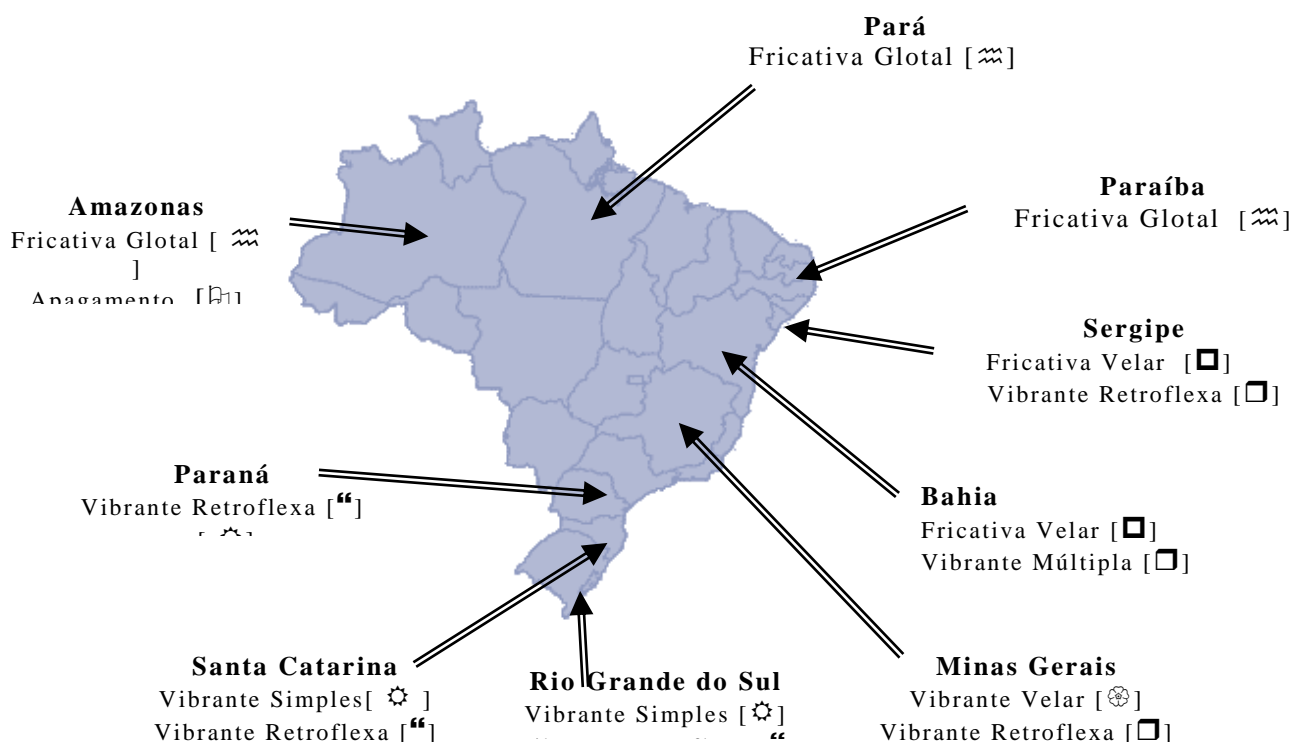 Pará
Fricativa Glotal [♒]
Paraíba
Fricativa Glotal [♒]
Amazonas
Fricativa Glotal [ ♒
]
Apagamento [🏱]
Sergipe
Fricativa Velar [◘]
Vibrante Retroflexa [❒]
Paraná
Vibrante Retroflexa [❝]
[ ☼]
Bahia
Fricativa Velar [◘]
Vibrante Múltipla [❒]
Santa Catarina
Vibrante Simples[ ☼ ]
Vibrante Retroflexa [❝]
Rio Grande do Sul
Vibrante Simples [☼]
Minas Gerais
Vibrante Velar [❀]
Vibrante Retroflexa [❒]